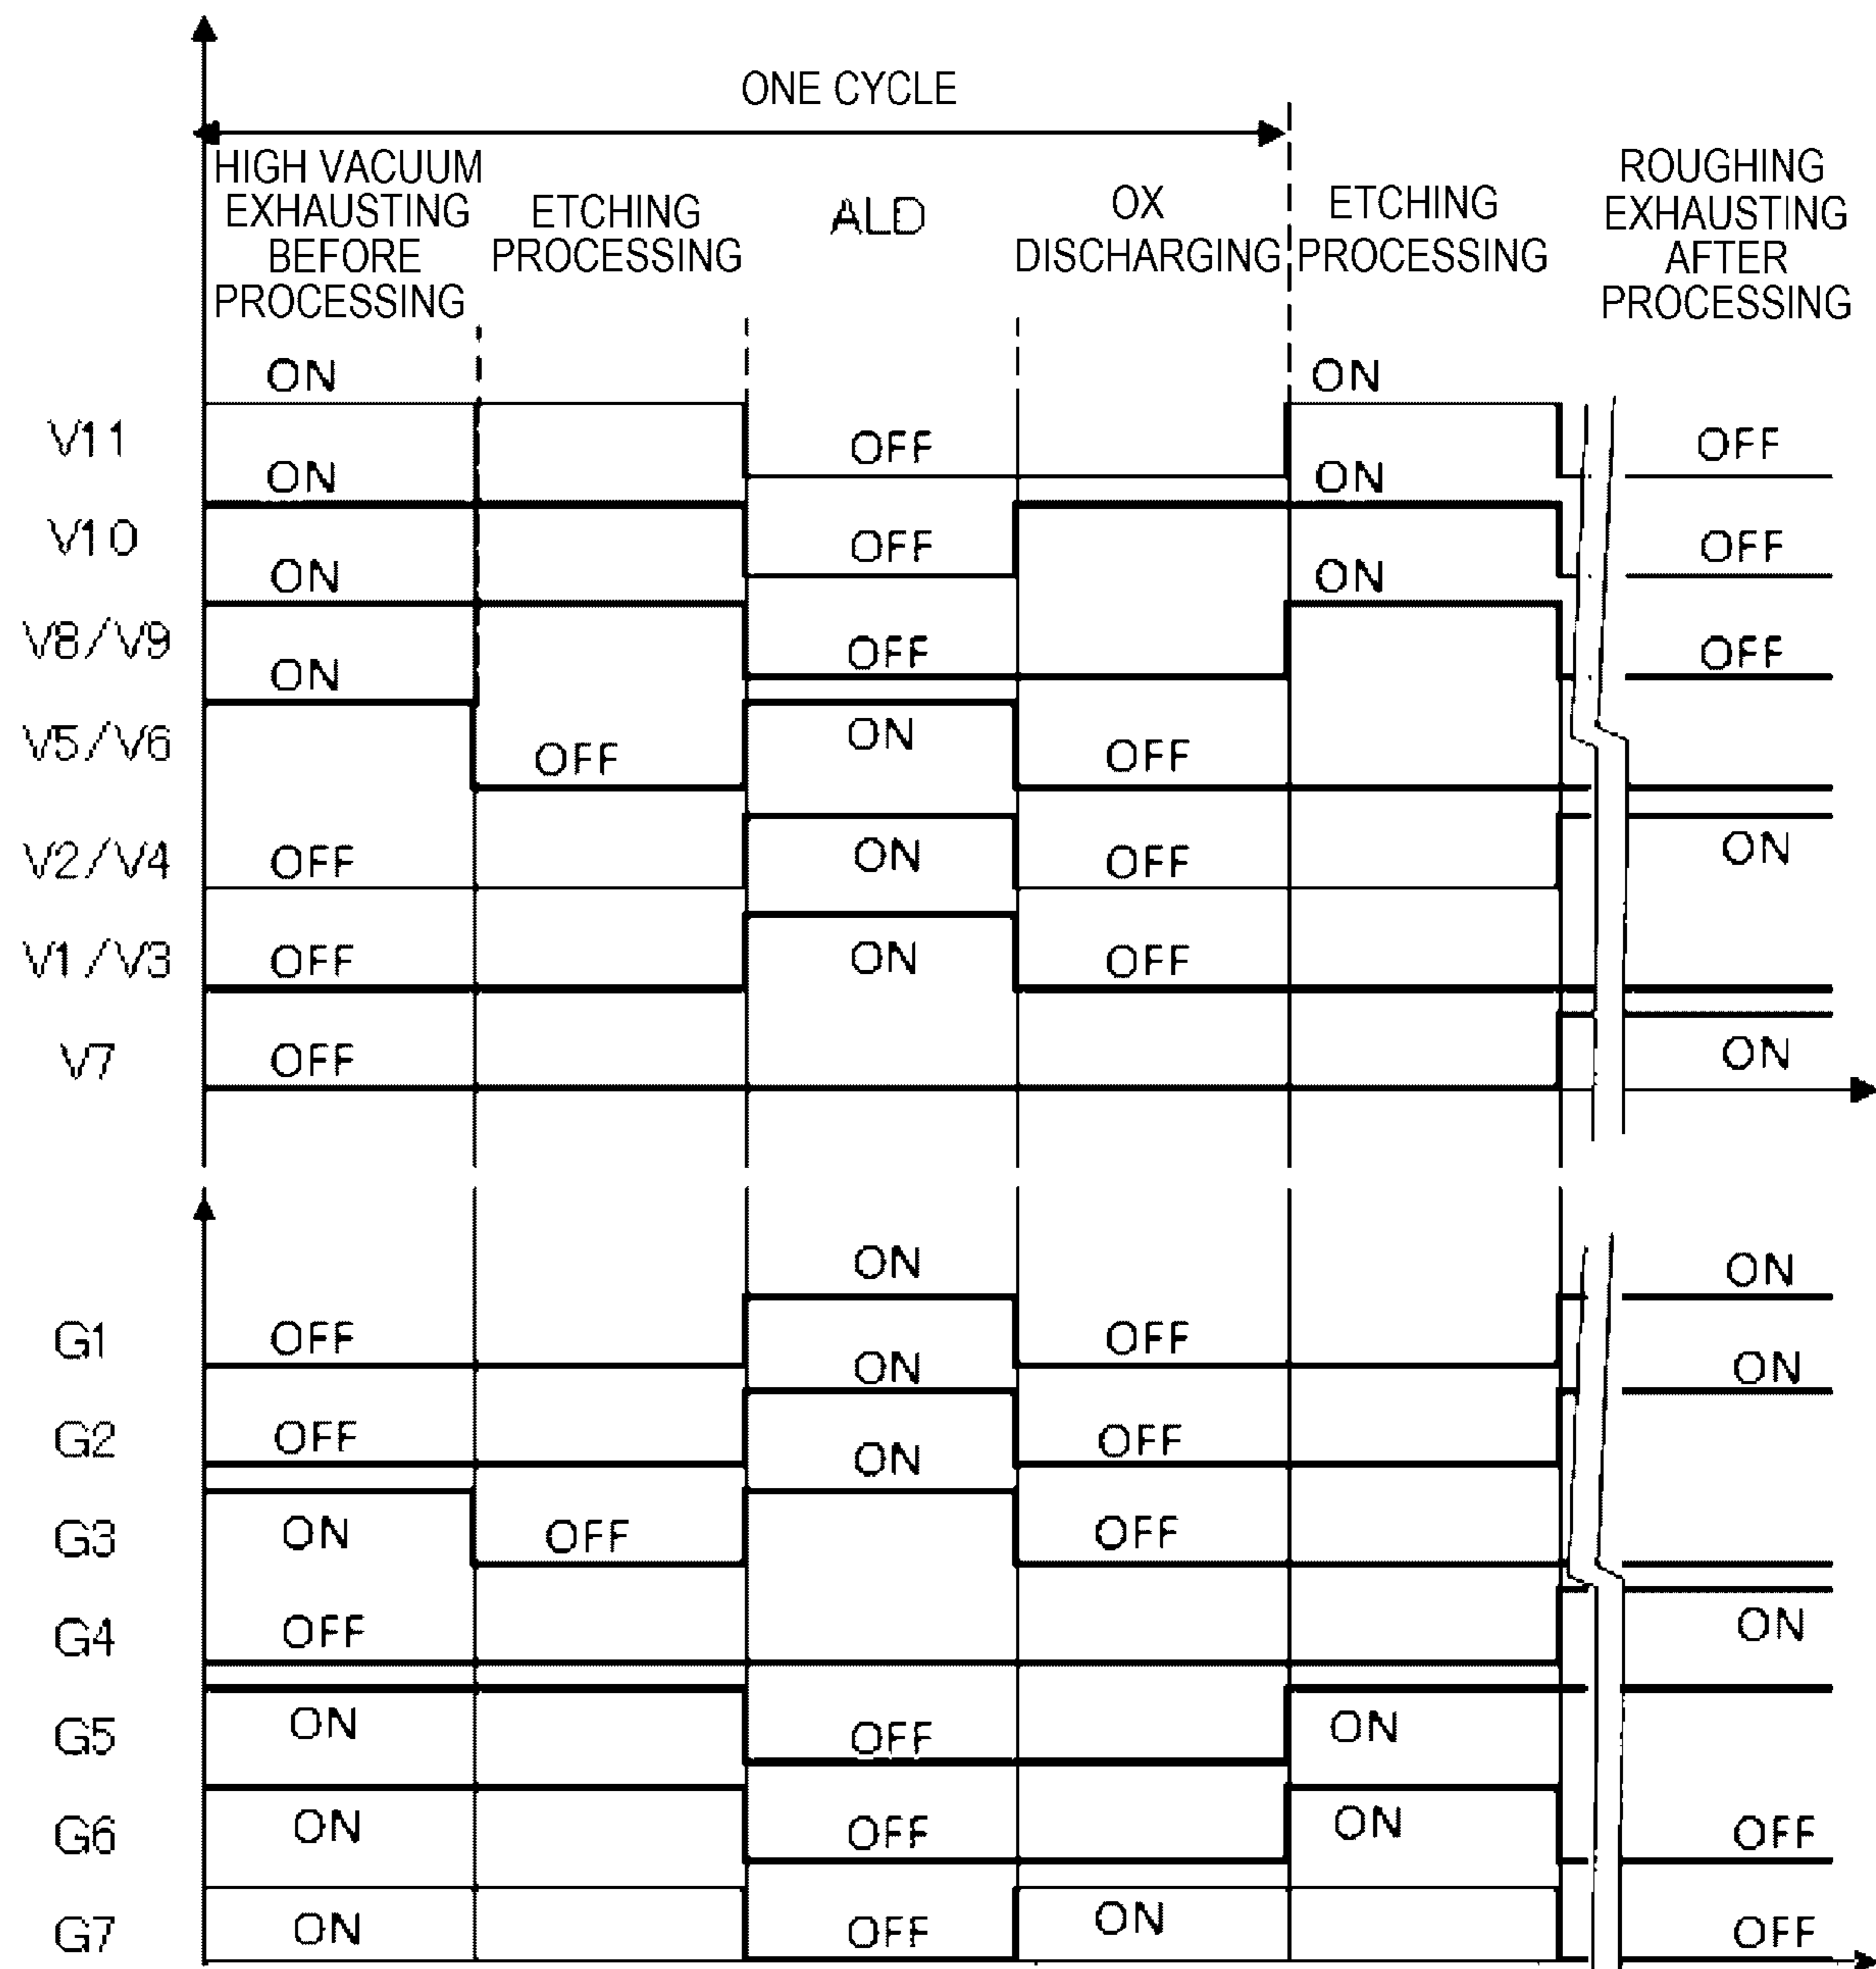 ONE CYCLE
HIGH VACUUM
EXHAUSTING
BEFORE
PROCESSING
ETCHING
PROCESSING
ALD
OX
DISCHARGING
ETCHING
PROCESSING
ROUGHING
EXHAUSTING
AFTER
PROCESSING
ON ON
V11 OFF OFF
ON ON
V10 OFF OFF
ON ON
V8/V9 OFF OFF
ON
V5/V6 OFF ON OFF
V2/V4 OFF ON OFF ON
V1/V3 OFF ON OFF
V7 OFF ON
ON ON
G1 OFF OFF
ON ON
G2 OFF OFF
ON
G3 ON OFF OFF
G4 OFF ON
G5 ON OFF ON
G6 ON OFF ON OFF
G7 ON OFF ON OFF